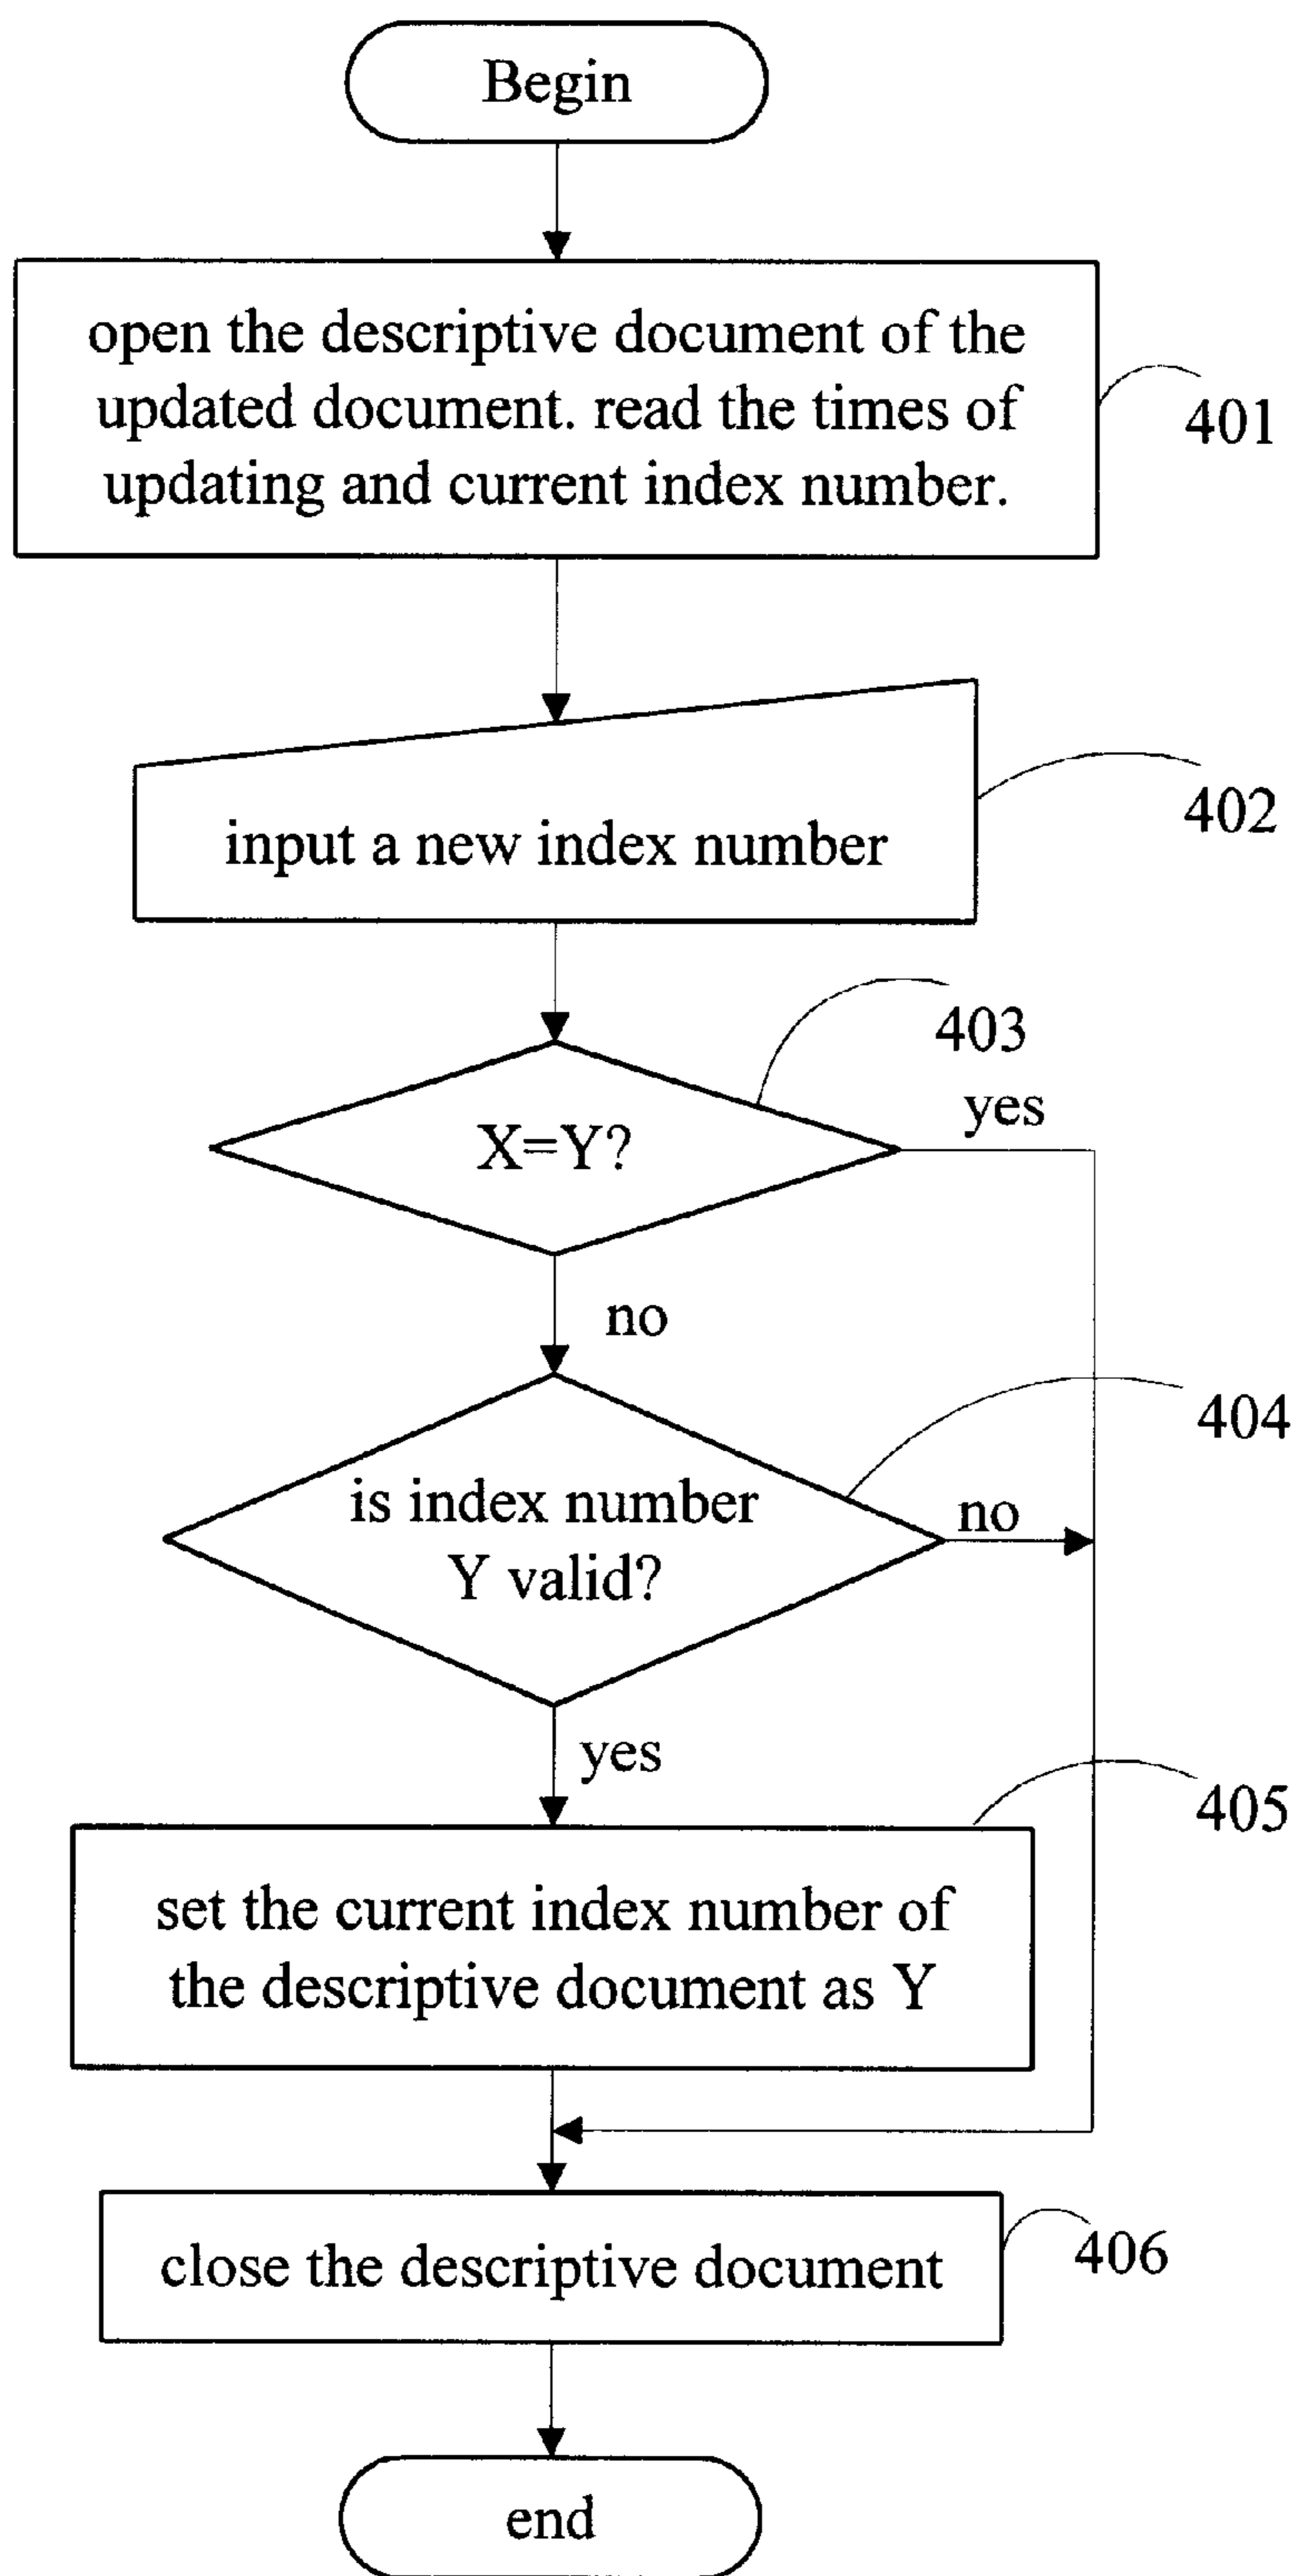 Begin
open the descriptive document of the
updated document. read the times of
updating and current index number.
401
input a new index number
402
403
X=Y?
yes
no
404
is index number
Y valid?
no
yes
405
set the current index number of
the descriptive document as Y
close the descriptive document
406
end